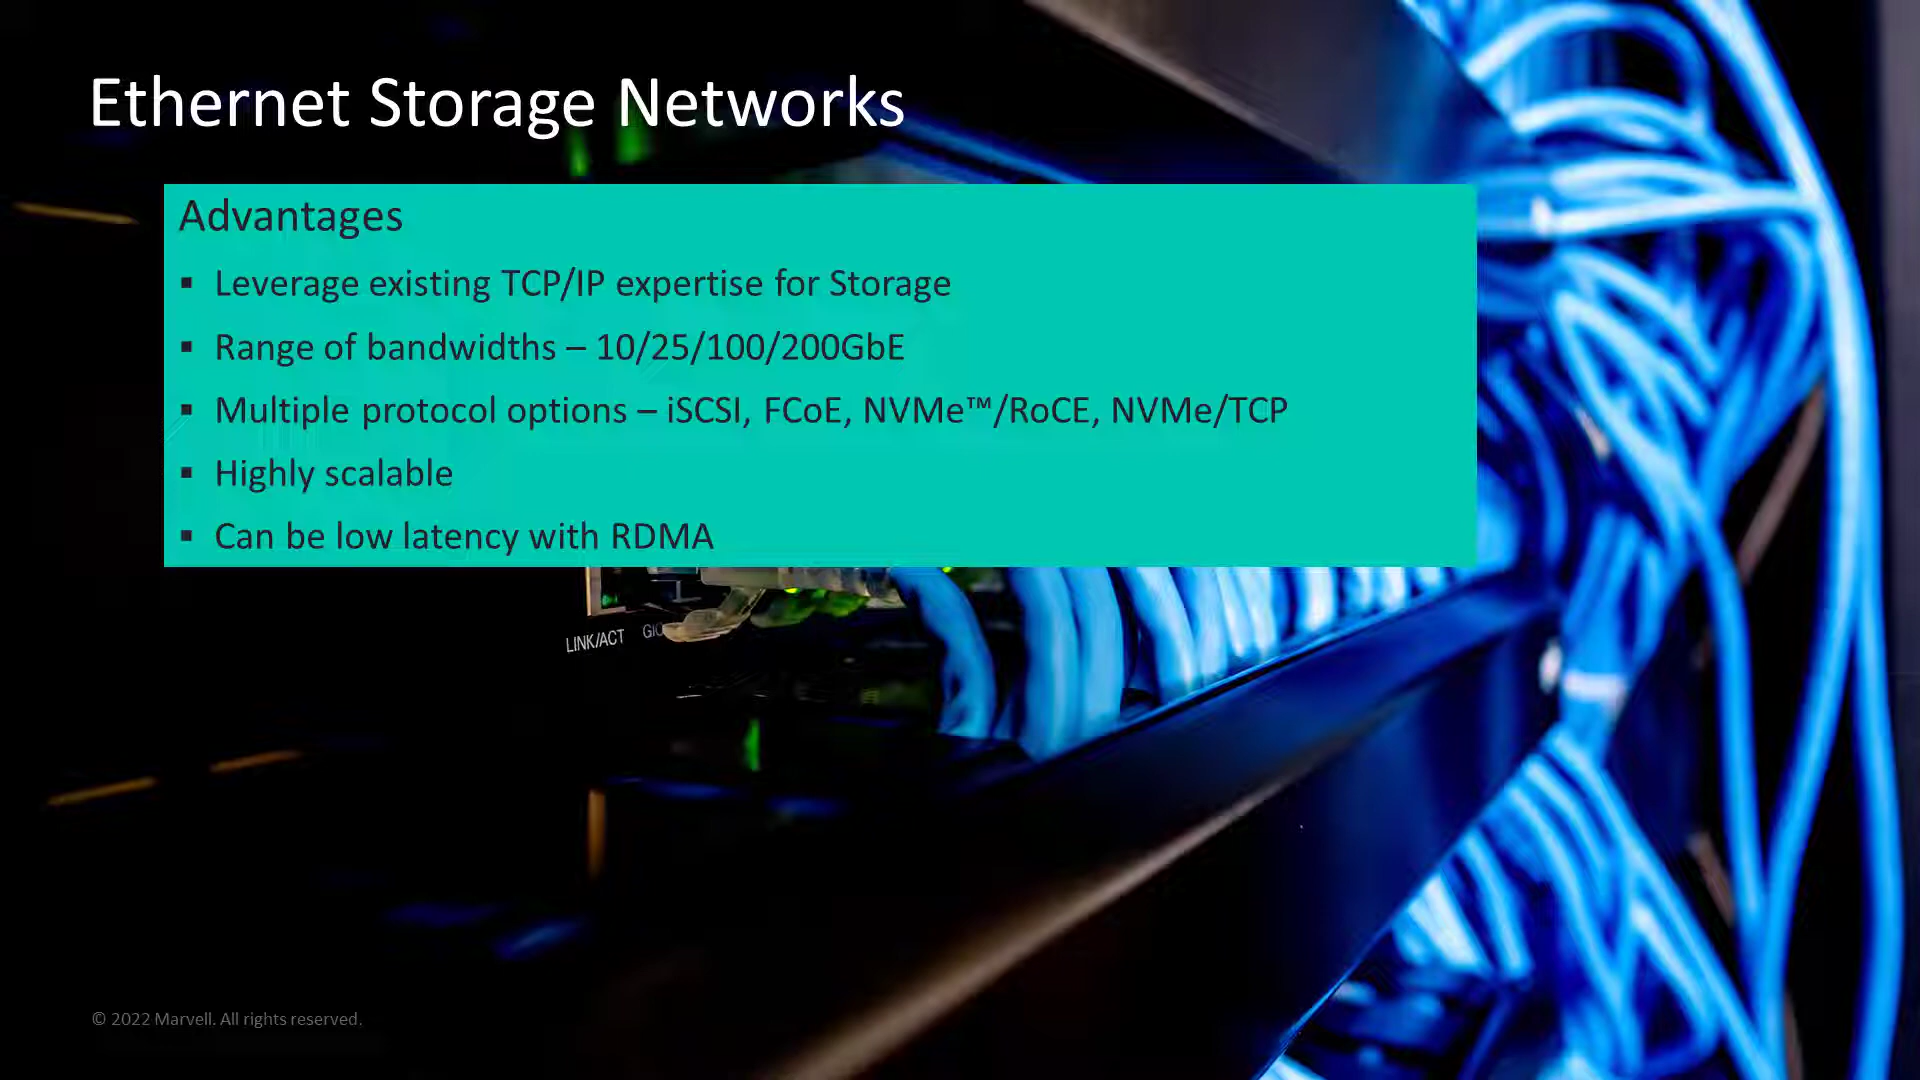 Ethernet Storage Networks
Advantages
▪ Leverage existing TCP/IP expertise for Storage
▪ Range of bandwidths – 10/25/100/200GbE
▪ Multiple protocol options – iSCSI, FCoE, NVMe™/RoCE, NVMe/TCP
▪ Highly scalable
▪ Can be low latency with RDMA
LINK/ACT
© 2022 Marvell. All rights reserved.